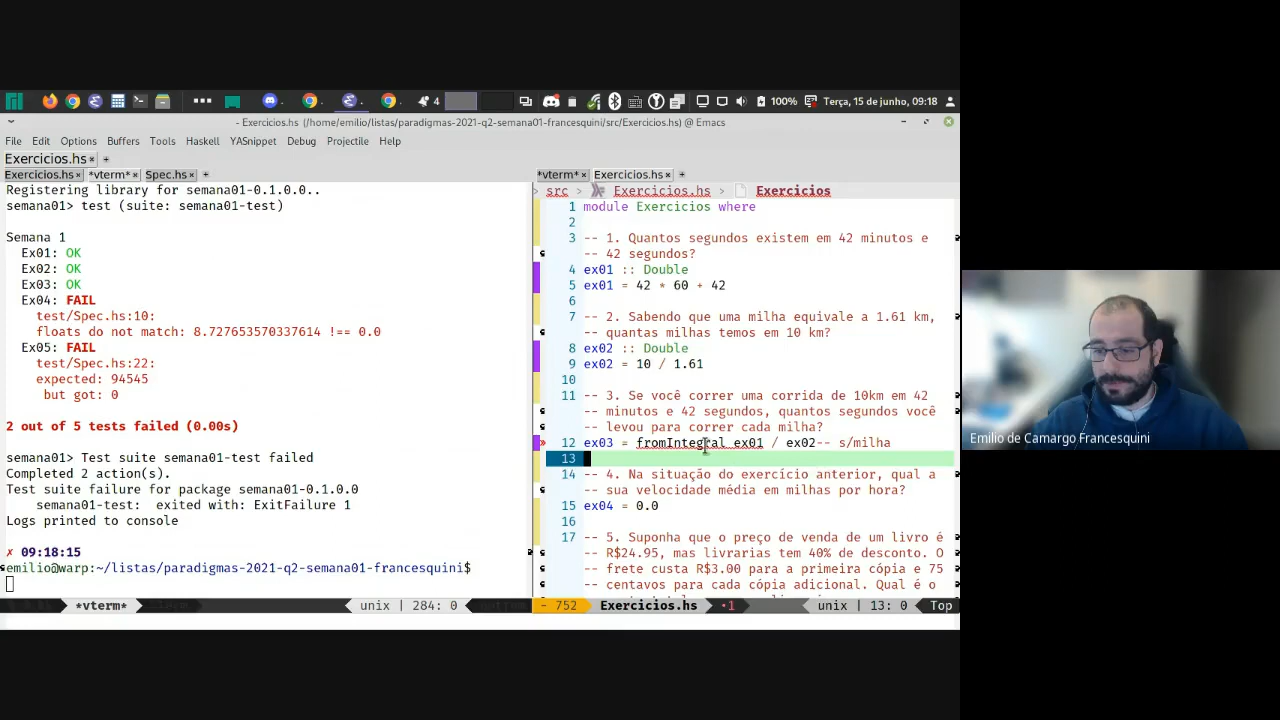 4
100%
Terça, 15 de junho, 09:18
- Exercicios.hs (/home/emilio/listas/paradigmas-2021-q2-semana01-francesquini/src/Exercicios.hs) @ Emacs
File Edit Options Buffers Tools Haskell YASnippet Debug Projectile Help
Exercicios.hs × +
Exercicios.hs × *vterm* × Spec.hs × +
Registering library for semana01-0.1.0.0..
semana01> test (suite: semana01-test)
Semana 1
Ex01: OK
Ex02: OK
Ex03: OK
Ex04: FAIL
test/Spec.hs:10:
floats do not match: 8.727653570337614 !== 0.0
Ex05: FAIL
test/Spec.hs:22:
expected: 94545
but got: 0
2 out of 5 tests failed (0.00s)
semana01> Test suite semana01-test failed
Completed 2 action(s).
Test suite failure for package semana01-0.1.0.0
semana01-test: exited with: ExitFailure 1
Logs printed to console
✗ 09:18:15
emilio@warp:~/listas/paradigmas-2021-q2-semana01-francesquini$
*vterm* unix | 284: 0
*vterm* × Exercicios.hs × +
src > Exercicios.hs > Exercicios
1 module Exercicios where
2
3 -- 1. Quantos segundos existem em 42 minutos e
-- 42 segundos?
4 ex01 :: Double
5 ex01 = 42 * 60 + 42
6
7 -- 2. Sabendo que uma milha equivale a 1.61 km,
-- quantas milhas temos em 10 km?
8 ex02 :: Double
9 ex02 = 10 / 1.61
10
11 -- 3. Se você correr uma corrida de 10km em 42
-- minutos e 42 segundos, quantos segundos você
-- levou para correr cada milha?
12 ex03 = fromIntegral ex01 / ex02-- s/milha
13
14 -- 4. Na situação do exercício anterior, qual a
-- sua velocidade média em milhas por hora?
15 ex04 = 0.0
16
17 -- 5. Suponha que o preço de venda de um livro é
-- R$24.95, mas livrarias tem 40% de desconto. O
-- frete custa R$3.00 para a primeira cópia e 75
-- centavos para cada cópia adicional. Qual é o
- 752 Exercicios.hs •1 unix | 13: 0 Top
Emilio de Camargo Francesquini